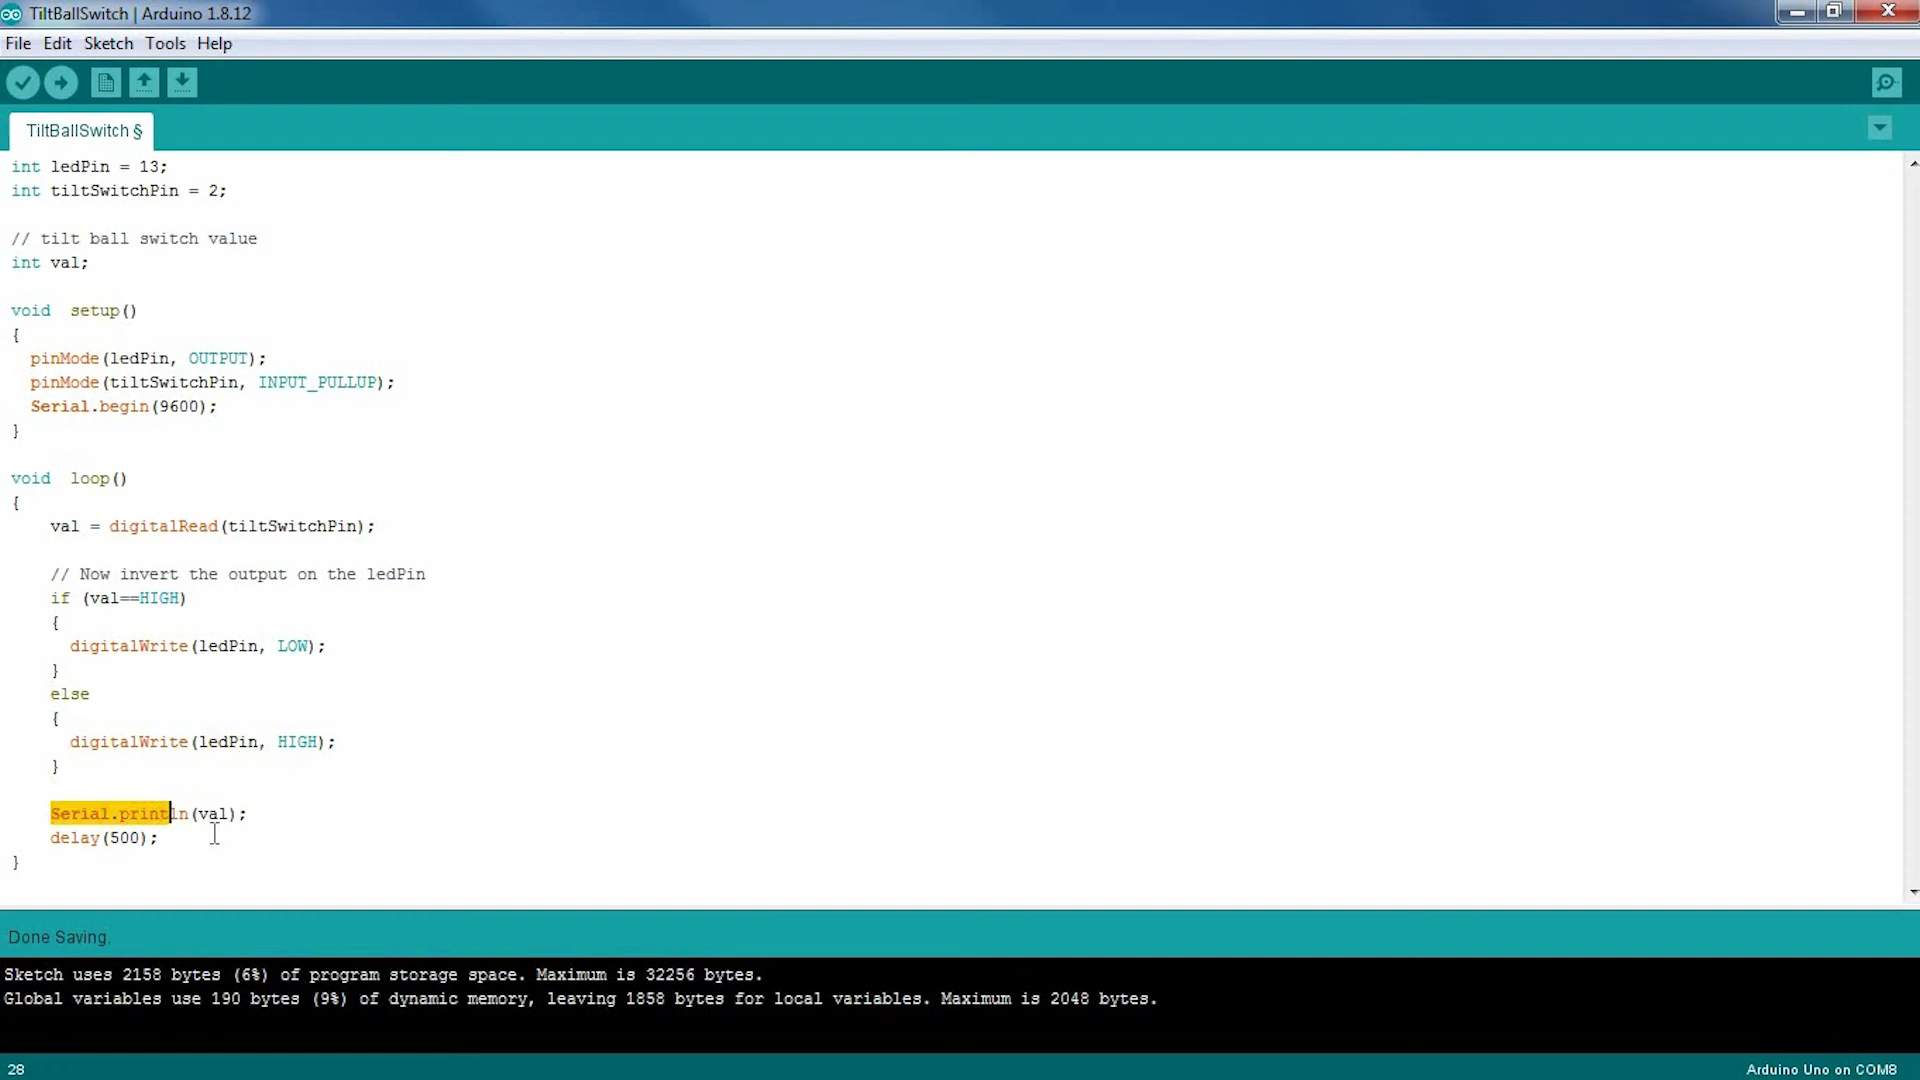 TiltBallSwitch | Arduino 1.8.12
File Edit Sketch Tools Help
TiltBallSwitch §
int ledPin = 13;
int tiltSwitchPin = 2;
// tilt ball switch value
int val;
void  setup()
{
  pinMode(ledPin, OUTPUT);
  pinMode(tiltSwitchPin, INPUT_PULLUP);
  Serial.begin(9600);
}
void  loop()
{
    val = digitalRead(tiltSwitchPin);
    // Now invert the output on the ledPin
    if (val==HIGH)
    {
      digitalWrite(ledPin, LOW);
    }
    else
    {
      digitalWrite(ledPin, HIGH);
    }
    Serial.println(val);
    delay(500);
}
Done Saving.
Sketch uses 2158 bytes (6%) of program storage space. Maximum is 32256 bytes.
Global variables use 190 bytes (9%) of dynamic memory, leaving 1858 bytes for local variables. Maximum is 2048 bytes.
28
Arduino Uno on COM8